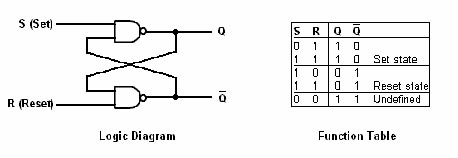 S (Set)
Q
R (Reset)
Q̅
Logic Diagram
S R Q Q̅
0 1 1 0
1 1 1 0 Set state
1 0 0 1
1 1 0 1 Reset state
0 0 1 1 Undefined
Function Table